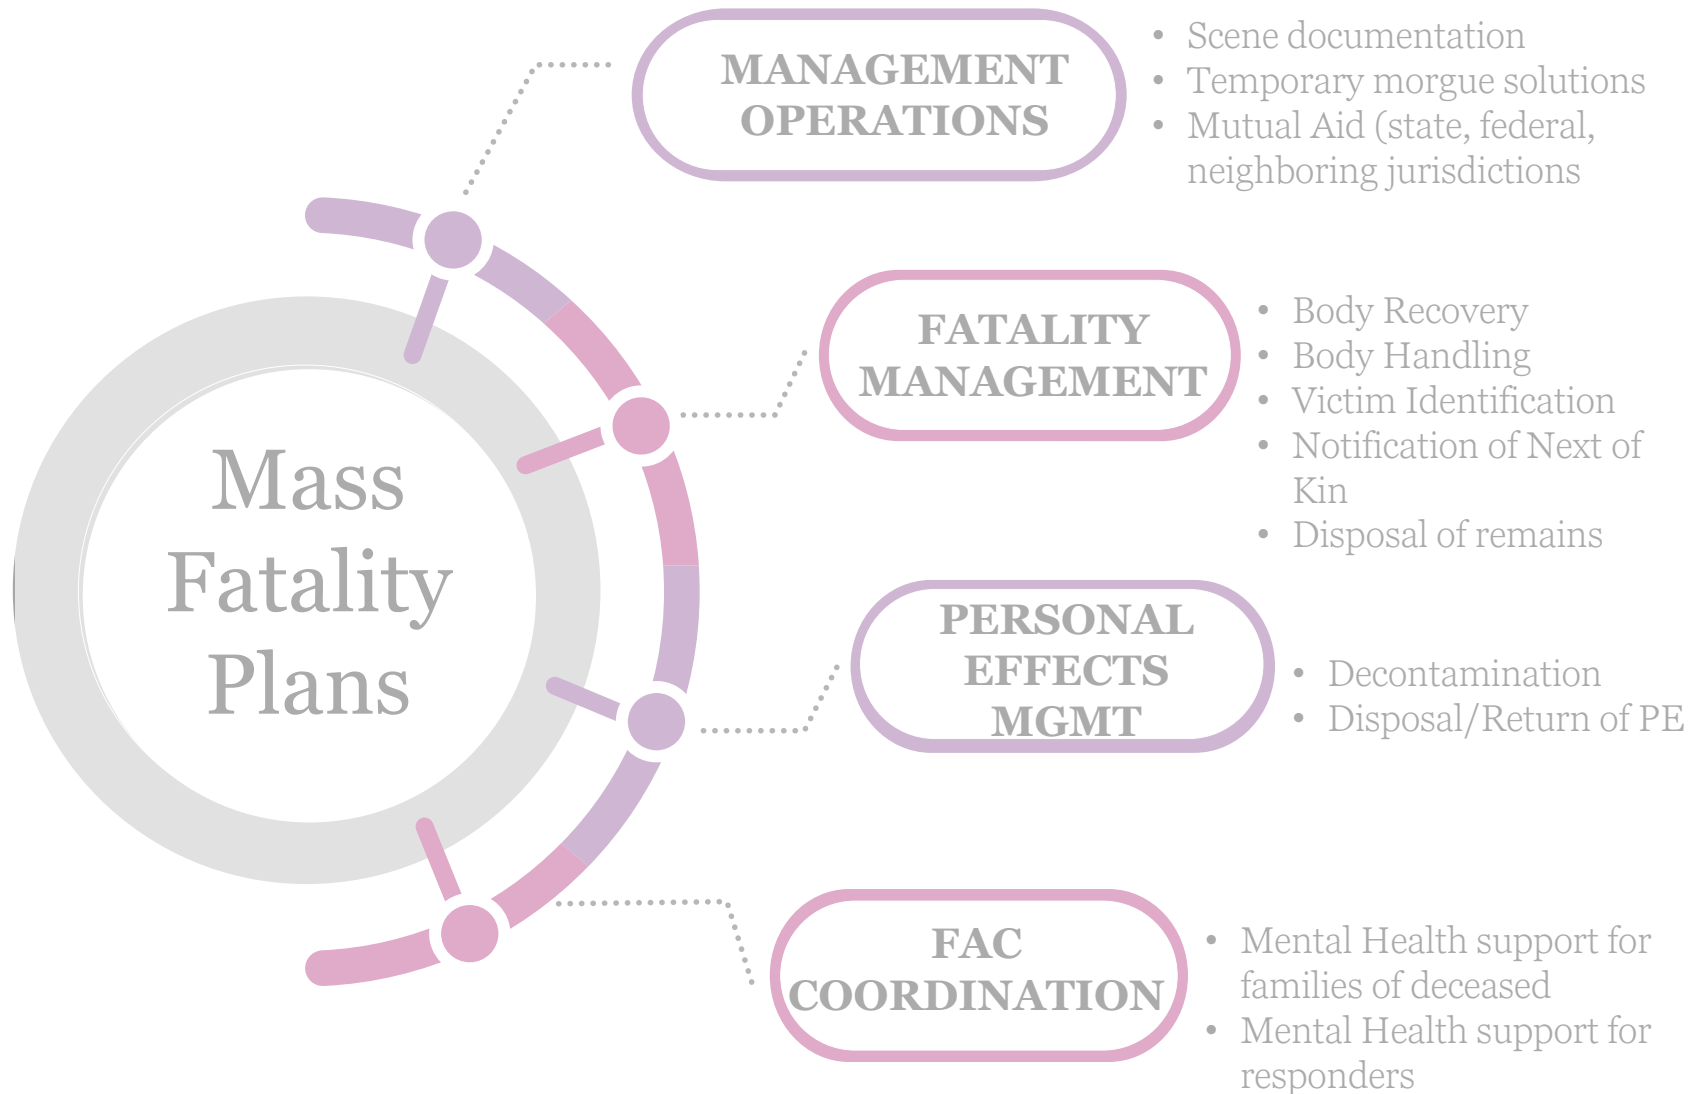 Mass
Fatality
Plans
MANAGEMENT
OPERATIONS
• Scene documentation
• Temporary morgue solutions
• Mutual Aid (state, federal,
neighboring jurisdictions
FATALITY
MANAGEMENT
• Body Recovery
• Body Handling
• Victim Identification
• Notification of Next of
Kin
• Disposal of remains
PERSONAL
EFFECTS
MGMT
• Decontamination
• Disposal/Return of PE
FAC
COORDINATION
• Mental Health support for
families of deceased
• Mental Health support for
responders